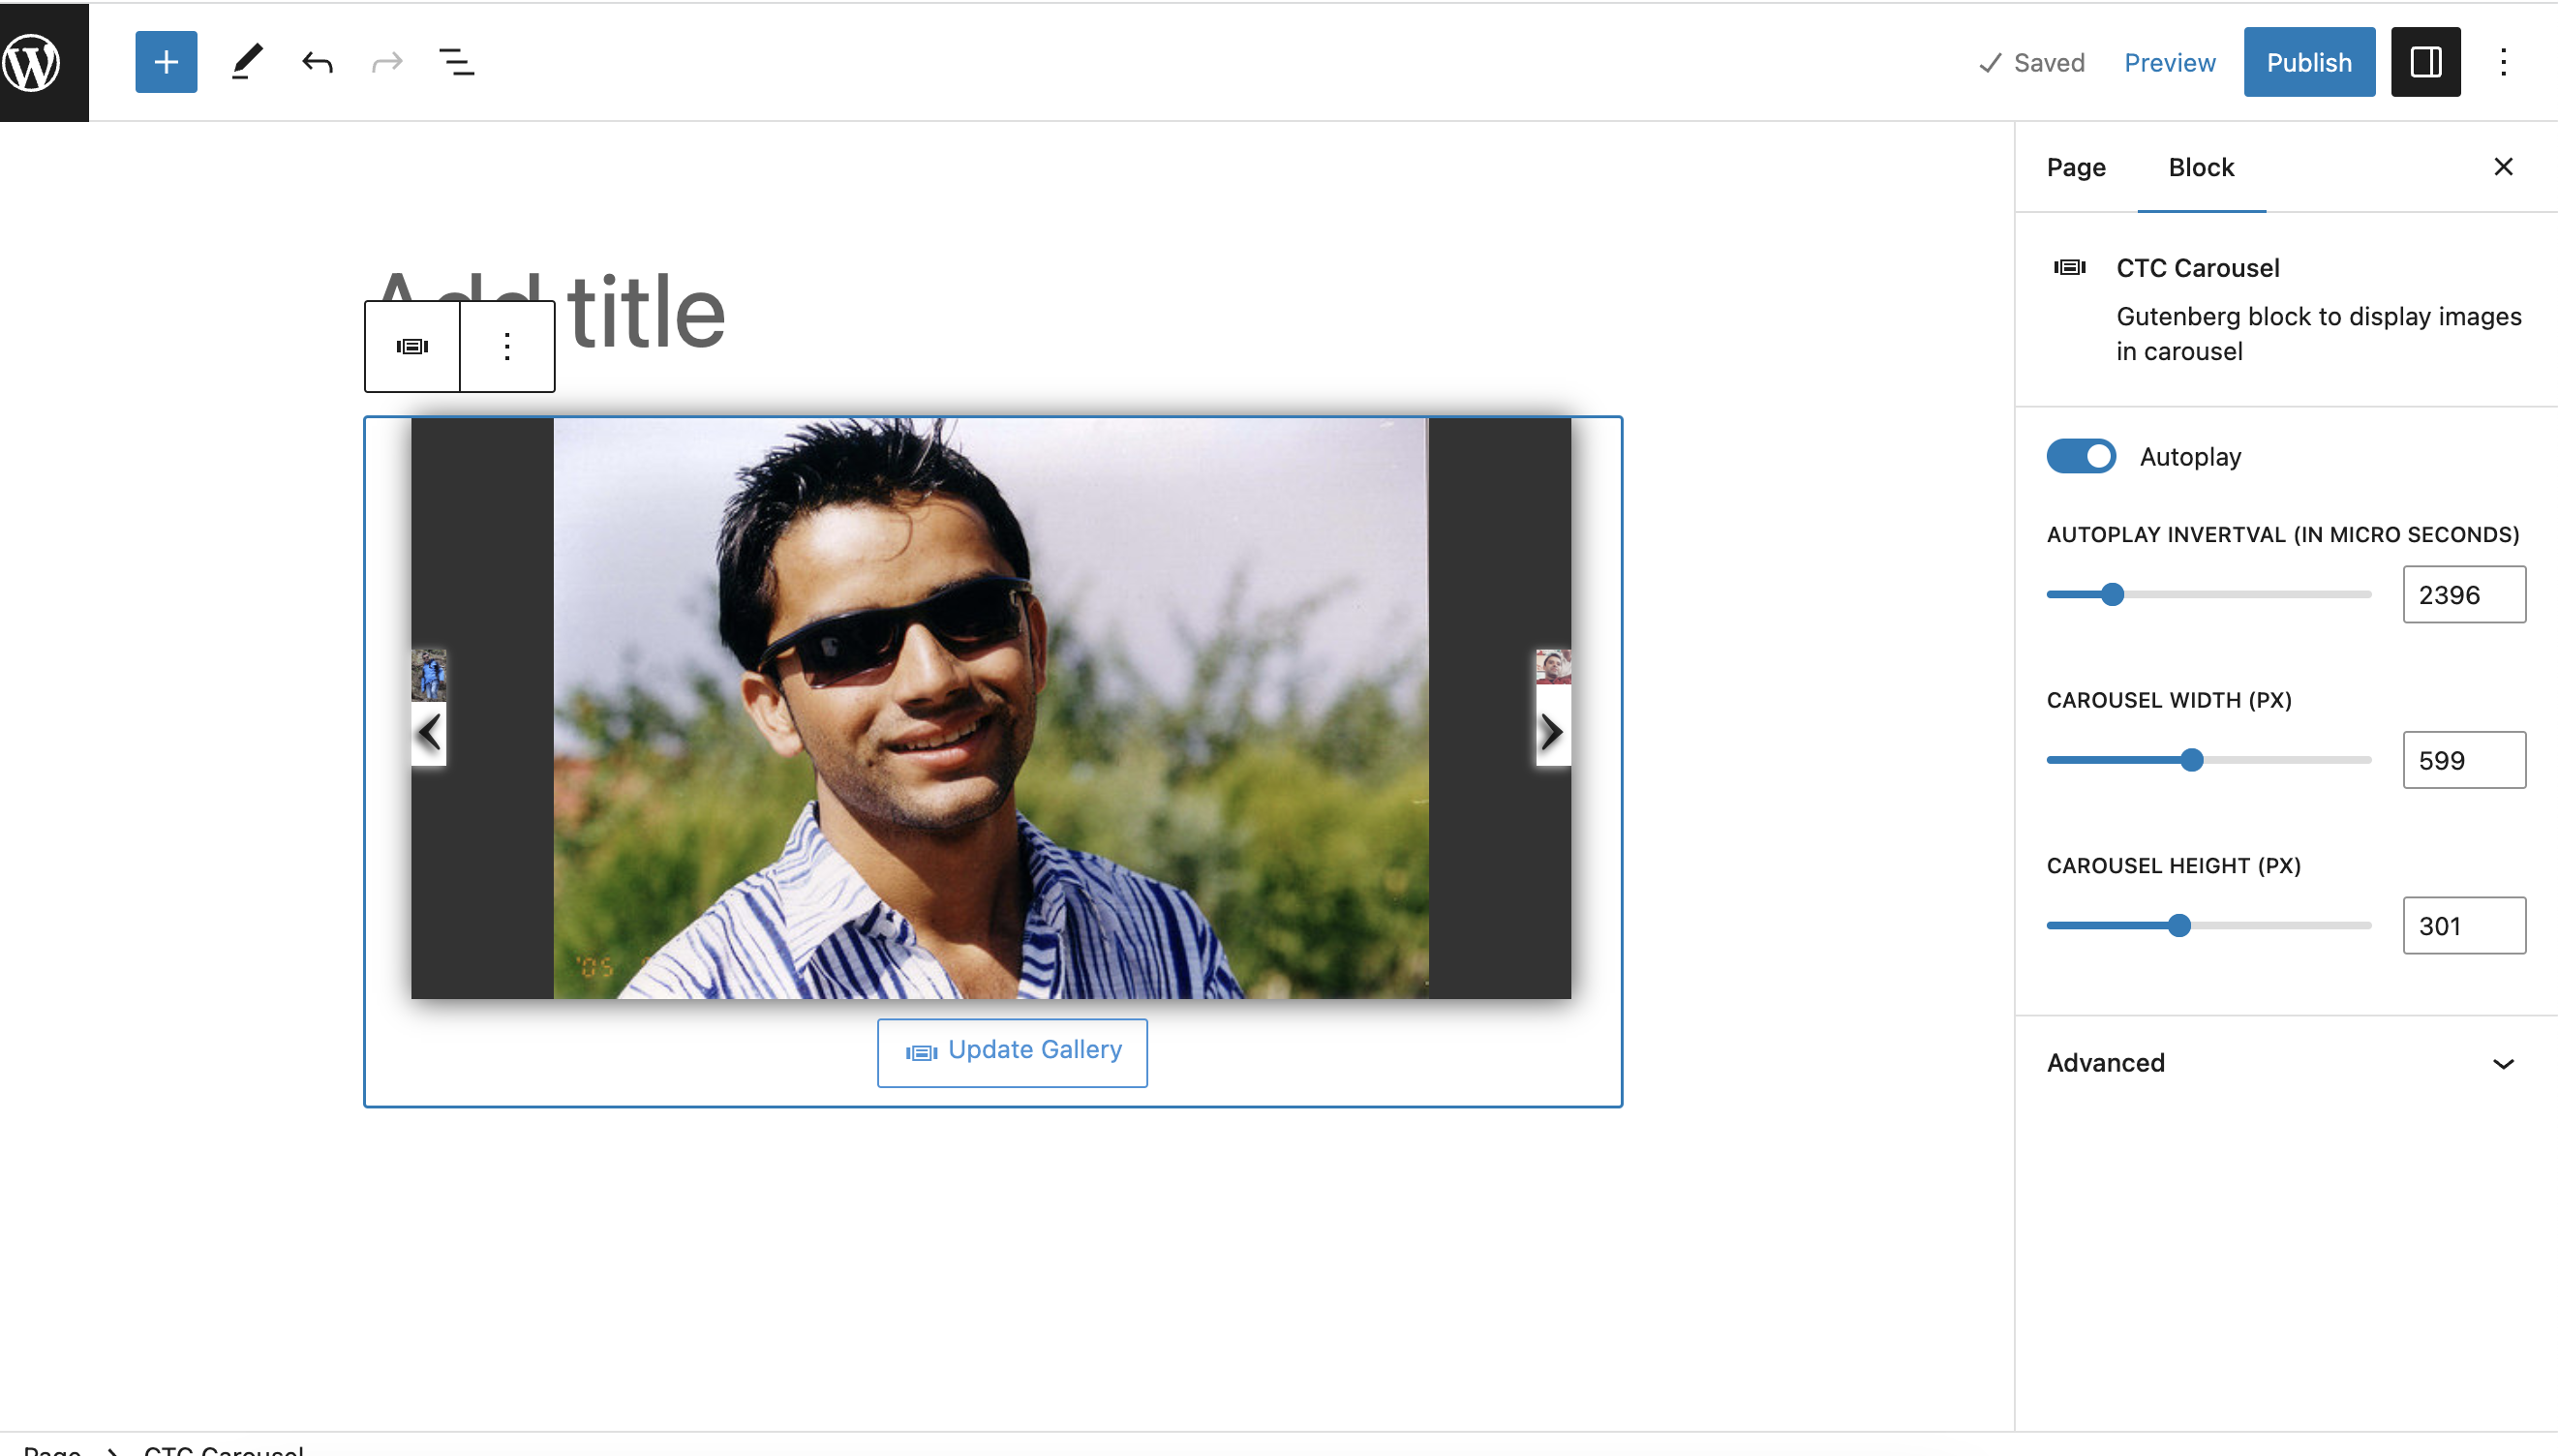 Saved Preview Publish
Page Block
Add title
CTC Carousel
Gutenberg block to display images
in carousel
Autoplay
AUTOPLAY INVERTVAL (IN MICRO SECONDS)
2396
CAROUSEL WIDTH (PX)
599
CAROUSEL HEIGHT (PX)
301
'05
Update Gallery
Advanced
Page > CTC Carousel